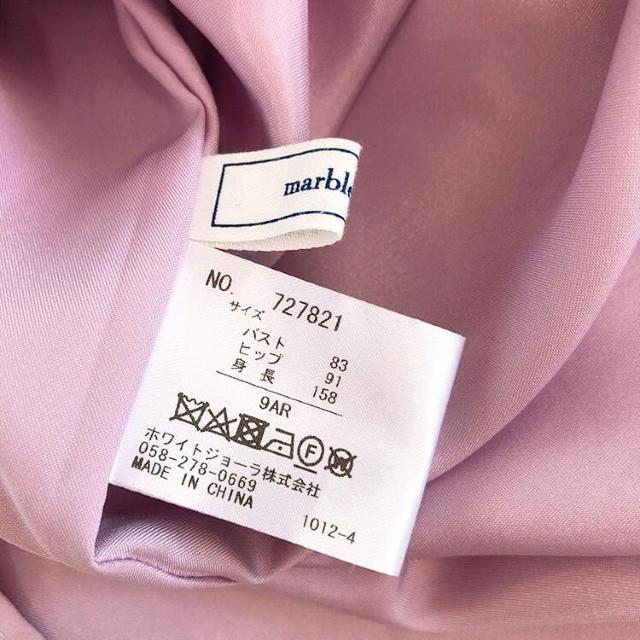 marble
NO. 727821
サイズ
バスト 83
ヒップ 91
身長 158
9AR
F
W
ホワイトジョーラ株式会社
058-278-0669
MADE IN CHINA
1012-4